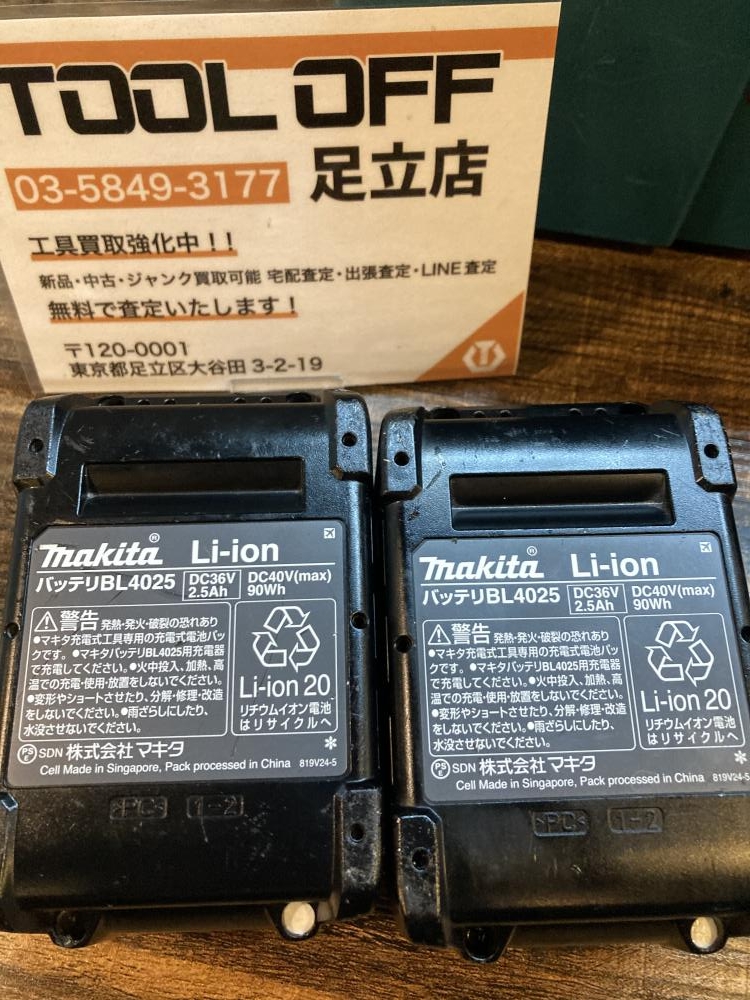 TOOL OFF
03-5849-3177 足立店
工具買取強化中！！
新品・中古・ジャンク買取可能 宅配査定・出張査定・LINE査定
無料で査定いたします！
〒120-0001
東京都足立区大谷田 3-2-19
makita® Li-ion
バッテリBL4025 DC36V 2.5Ah DC40V(max) 90Wh
警告 発熱・発火・破裂の恐れあり
●マキタ充電式工具専用の充電式電池パッ
クです。●マキタバッテリBL4025用充電器
で充電してください。●火中投入、加熱、高
温での充電・使用・放置をしないでください。
●変形やショートさせたり、分解・修理・改造
をしないでください。●雨ざらしにしたり、
水没させないでください。
Li-ion 20
リチウムイオン電池
はリサイクルへ
PSE SDN 株式会社マキタ
Cell Made in Singapore, Pack processed in China 819V24-5
>PC< 1-2
makita® Li-ion
バッテリBL4025 DC36V 2.5Ah DC40V(max) 90Wh
警告 発熱・発火・破裂の恐れあり
●マキタ充電式工具専用の充電式電池パッ
クです。●マキタバッテリBL4025用充電器
で充電してください。●火中投入、加熱、高
温での充電・使用・放置をしないでください。
●変形やショートさせたり、分解・修理・改造
をしないでください。●雨ざらしにしたり、
水没させないでください。
Li-ion 20
リチウムイオン電池
はリサイクルへ
PSE SDN 株式会社マキタ
Cell Made in Singapore, Pack processed in China 819V24-5
>PC< 1-2